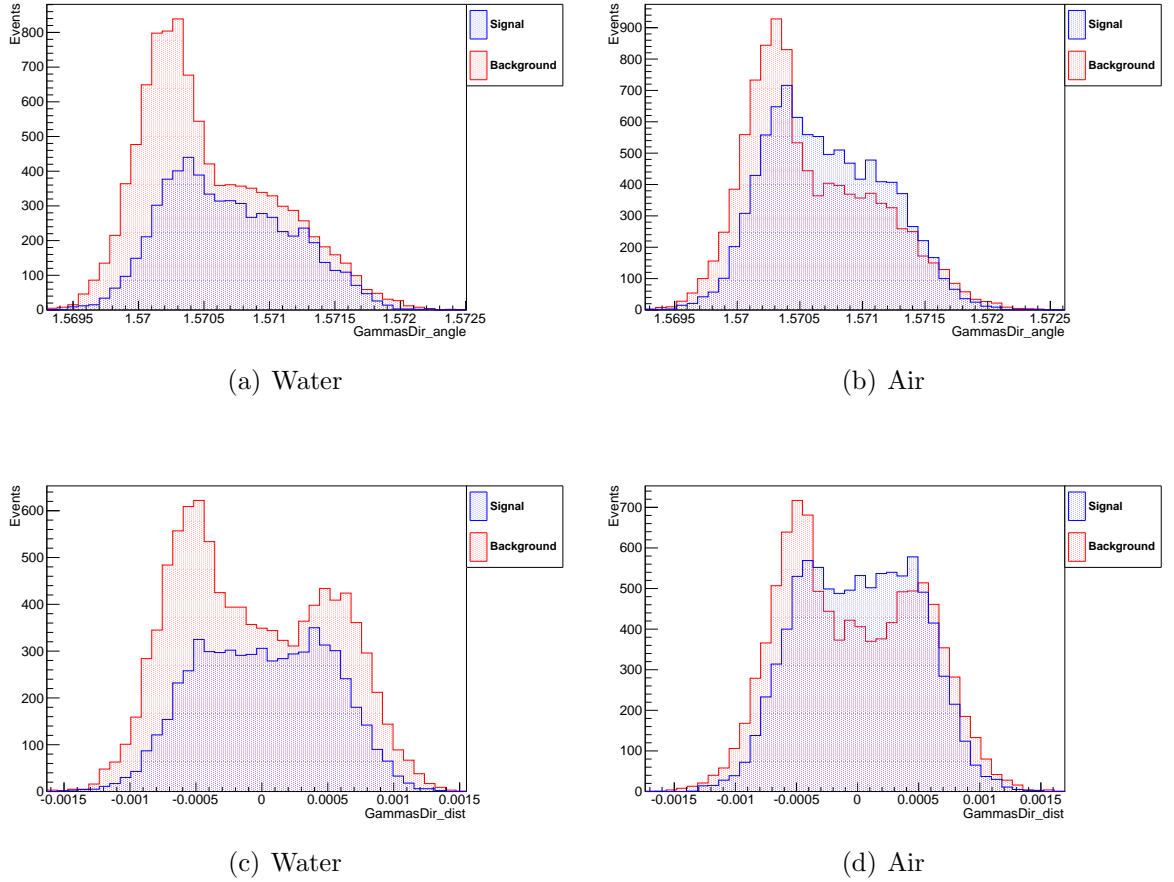 Events
800
700
600
500
400
300
200
100
0
1.5695 1.57 1.5705 1.571 1.5715 1.572 1.5725
GammasDir_angle
Signal
Background
(a) Water
Events
900
800
700
600
500
400
300
200
100
0
1.5695 1.57 1.5705 1.571 1.5715 1.572 1.5725
GammasDir_angle
Signal
Background
(b) Air
Events
600
500
400
300
200
100
0
-0.0015 -0.001 -0.0005 0 0.0005 0.001 0.0015
GammasDir_dist
Signal
Background
(c) Water
Events
700
600
500
400
300
200
100
0
-0.0015 -0.001 -0.0005 0 0.0005 0.001 0.0015
GammasDir_dist
Signal
Background
(d) Air